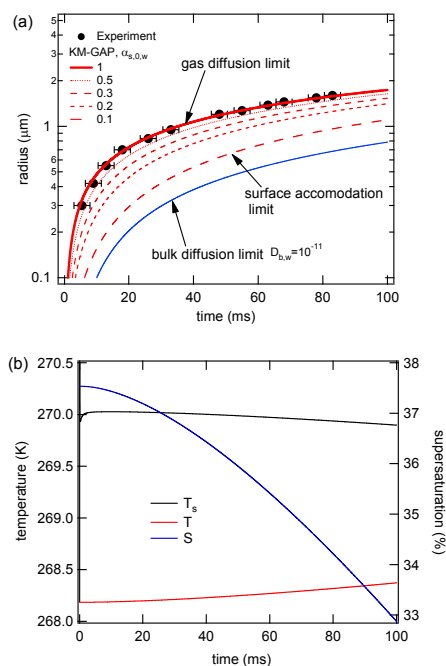 (a)
Experiment
KM-GAP, αs,0,w
1
0.5
0.3
0.2
0.1
gas diffusion limit
surface accomodation
limit
bulk diffusion limit Db,w=10-11
radius (μm)
6
5
4
3
2
1
6
5
4
3
2
0.1
0
20
40
60
80
100
time (ms)
(b)
270.5
270.0
269.5
269.0
268.5
268.0
temperature (K)
Ts
T
S
38
37
36
35
34
33
supersaturation (%)
0
20
40
60
80
100
time (ms)